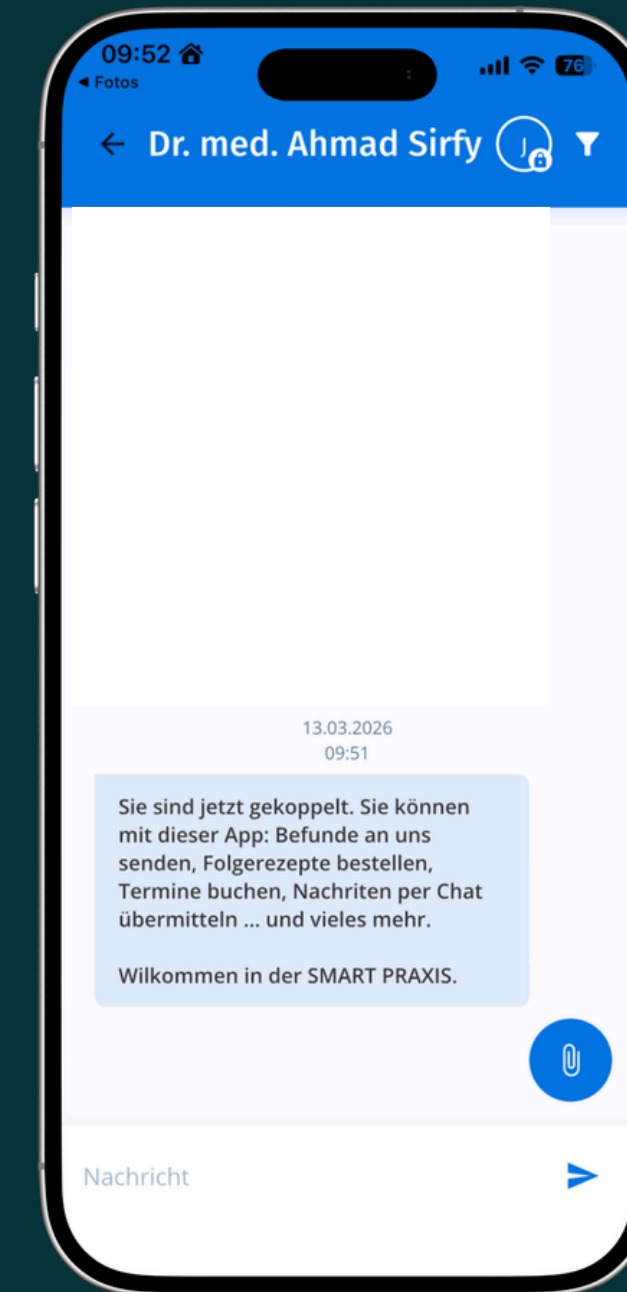 09:52
76
◀ Fotos
← Dr. med. Ahmad Sirfy J
13.03.2026
09:51
Sie sind jetzt gekoppelt. Sie können
mit dieser App: Befunde an uns
senden, Folgerezepte bestellen,
Termine buchen, Nachriten per Chat
übermitteln ... und vieles mehr.
Wilkommen in der SMART PRAXIS.
Nachricht